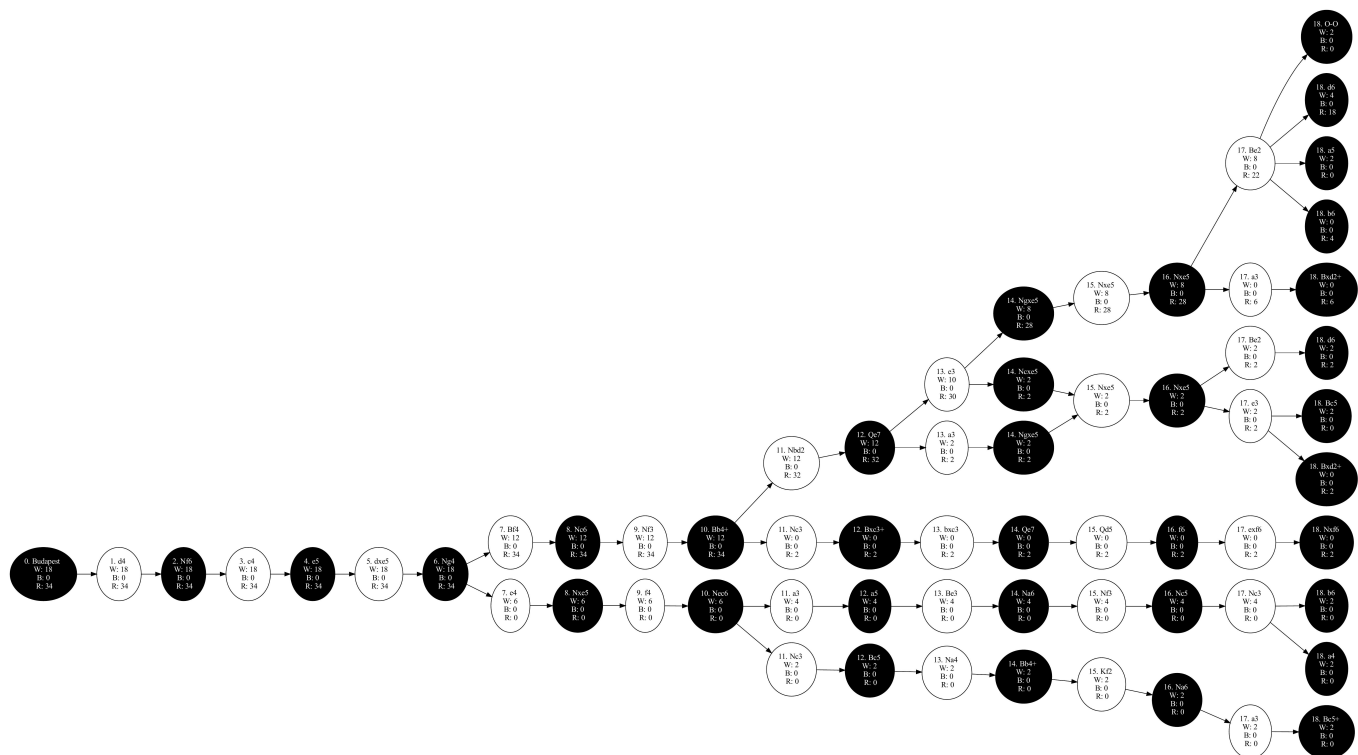 18. O-O
W: 2
B: 0
R: 0
18. d6
W: 4
B: 0
R: 18
17. Be2
W: 8
B: 0
R: 22
18. a5
W: 2
B: 0
R: 0
18. b6
W: 0
B: 0
R: 4
14. Ngxe5
W: 8
B: 0
R: 28
15. Nxe5
W: 8
B: 0
R: 28
16. Nxe5
W: 8
B: 0
R: 28
17. a3
W: 0
B: 0
R: 6
18. Bxd2+
W: 0
B: 0
R: 6
17. Be2
W: 2
B: 0
R: 2
18. d6
W: 2
B: 0
R: 2
13. e3
W: 10
B: 0
R: 30
14. Ncxe5
W: 2
B: 0
R: 2
15. Nxe5
W: 2
B: 0
R: 2
16. Nxe5
W: 2
B: 0
R: 2
17. e3
W: 2
B: 0
R: 2
18. Bc5
W: 2
B: 0
R: 0
11. Nbd2
W: 12
B: 0
R: 32
12. Qe7
W: 12
B: 0
R: 32
13. a3
W: 2
B: 0
R: 2
14. Ngxe5
W: 2
B: 0
R: 2
18. Bxd2+
W: 0
B: 0
R: 2
7. Bf4
W: 12
B: 0
R: 34
8. Nc6
W: 12
B: 0
R: 34
9. Nf3
W: 12
B: 0
R: 34
10. Bb4+
W: 12
B: 0
R: 34
11. Nc3
W: 0
B: 0
R: 2
12. Bxc3+
W: 0
B: 0
R: 2
13. bxc3
W: 0
B: 0
R: 2
14. Qe7
W: 0
B: 0
R: 2
15. Qd5
W: 0
B: 0
R: 2
16. f6
W: 0
B: 0
R: 2
17. exf6
W: 0
B: 0
R: 2
18. Nxf6
W: 0
B: 0
R: 2
0. Budapest
W: 18
B: 0
R: 34
1. d4
W: 18
B: 0
R: 34
2. Nf6
W: 18
B: 0
R: 34
3. c4
W: 18
B: 0
R: 34
4. e5
W: 18
B: 0
R: 34
5. dxe5
W: 18
B: 0
R: 34
6. Ng4
W: 18
B: 0
R: 34
7. e4
W: 6
B: 0
R: 0
8. Nxe5
W: 6
B: 0
R: 0
9. f4
W: 6
B: 0
R: 0
10. Nec6
W: 6
B: 0
R: 0
11. a3
W: 4
B: 0
R: 0
12. a5
W: 4
B: 0
R: 0
13. Be3
W: 4
B: 0
R: 0
14. Na6
W: 4
B: 0
R: 0
15. Nf3
W: 4
B: 0
R: 0
16. Nc5
W: 4
B: 0
R: 0
17. Nc3
W: 4
B: 0
R: 0
18. b6
W: 2
B: 0
R: 0
18. a4
W: 2
B: 0
R: 0
11. Nc3
W: 2
B: 0
R: 0
12. Bc5
W: 2
B: 0
R: 0
13. Na4
W: 2
B: 0
R: 0
14. Bb4+
W: 2
B: 0
R: 0
15. Kf2
W: 2
B: 0
R: 0
16. Na6
W: 2
B: 0
R: 0
17. a3
W: 2
B: 0
R: 0
18. Bc5+
W: 2
B: 0
R: 0